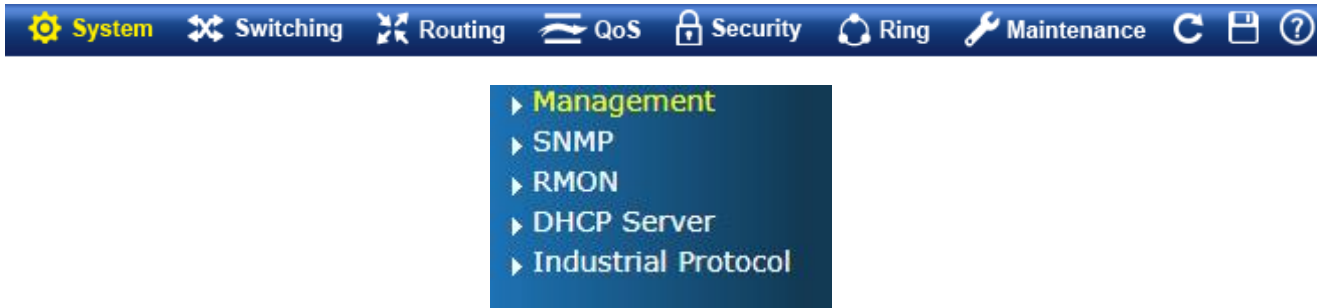 System Switching Routing QoS Security Ring Maintenance
Management
SNMP
RMON
DHCP Server
Industrial Protocol